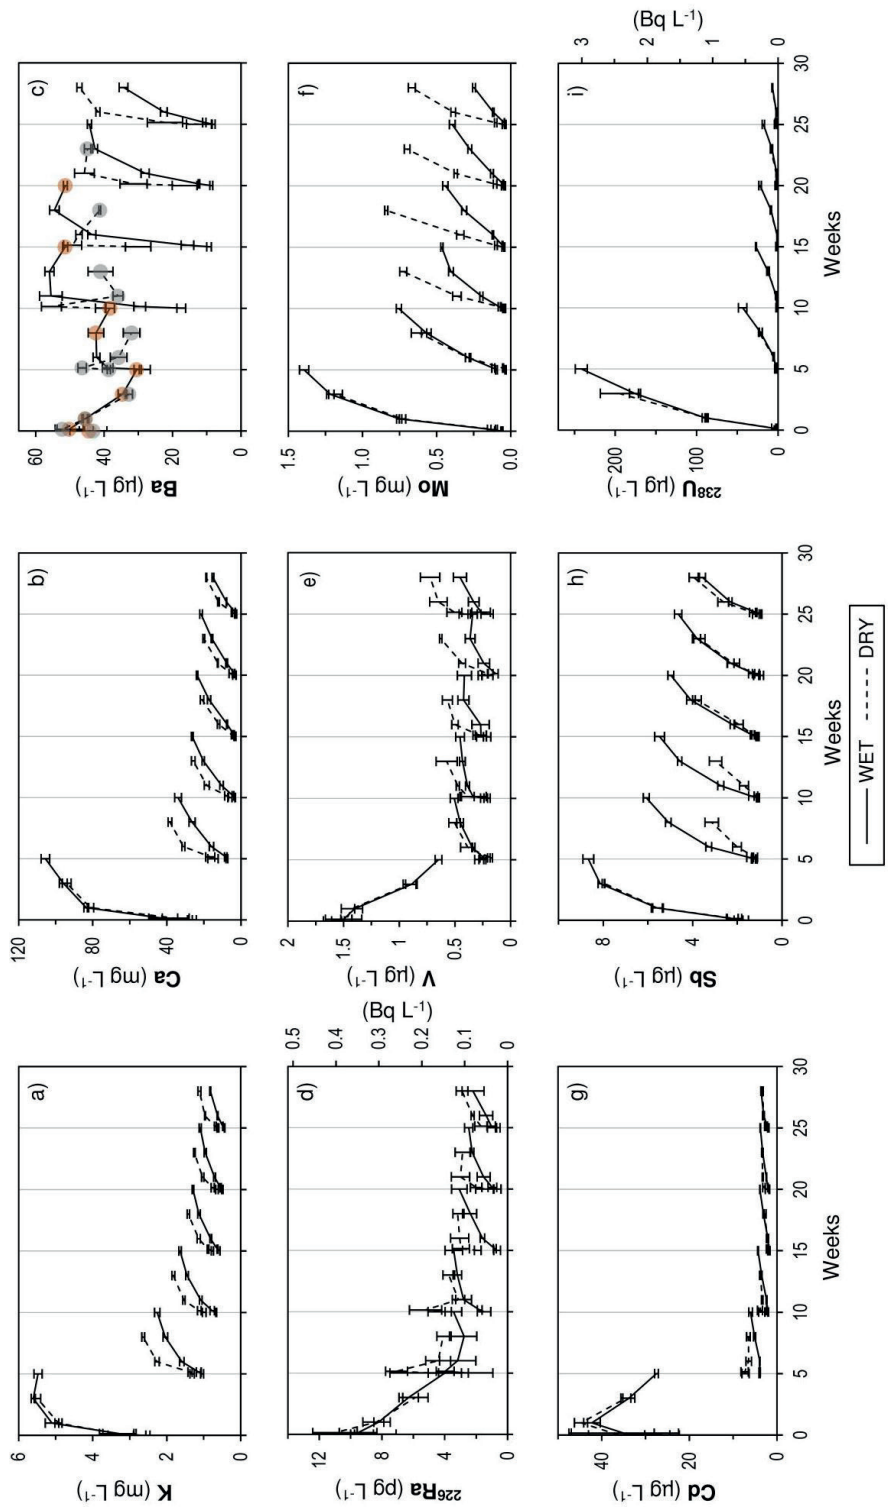 a)
K (mg L-1)
6
4
2
0
b)
Ca (mg L-1)
120
80
40
0
c)
Ba (µg L-1)
60
40
20
0
d)
226Ra (pg L-1)
12
8
4
0
(Bq L-1)
0.5
0.4
0.3
0.2
0.1
0
e)
V (µg L-1)
2
1.5
1
0.5
0
f)
Mo (mg L-1)
1.5
1.0
0.5
0.0
g)
Cd (µg L-1)
40
20
0
0 5 10 15 20 25 30
Weeks
h)
Sb (µg L-1)
8
4
0
0 5 10 15 20 25 30
Weeks
i)
238U (µg L-1)
200
100
0
(Bq L-1)
3
2
1
0
0 5 10 15 20 25 30
Weeks
WET DRY